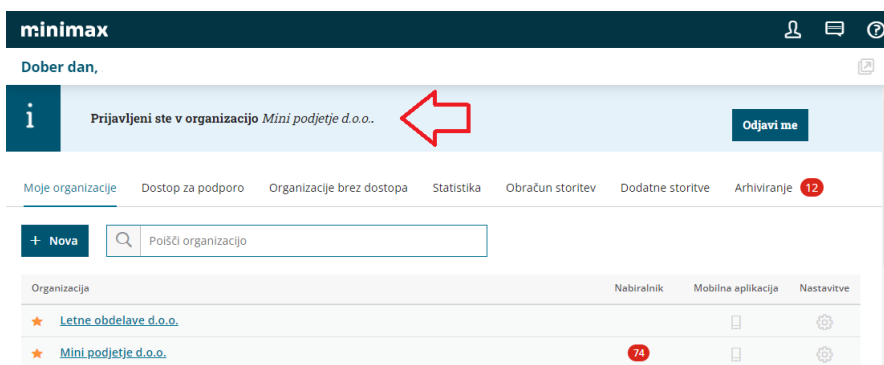 minimax
Dober dan,
i
Prijavljeni ste v organizacijo Mini podjetje d.o.o..
Odjavi me
Moje organizacije Dostop za podporo Organizacije brez dostopa Statistika Obračun storitev Dodatne storitve Arhiviranje 12
+ Nova Poišči organizacijo
Organizacija Nabiralnik Mobilna aplikacija Nastavitve
Letne obdelave d.o.o.
Mini podjetje d.o.o. 74